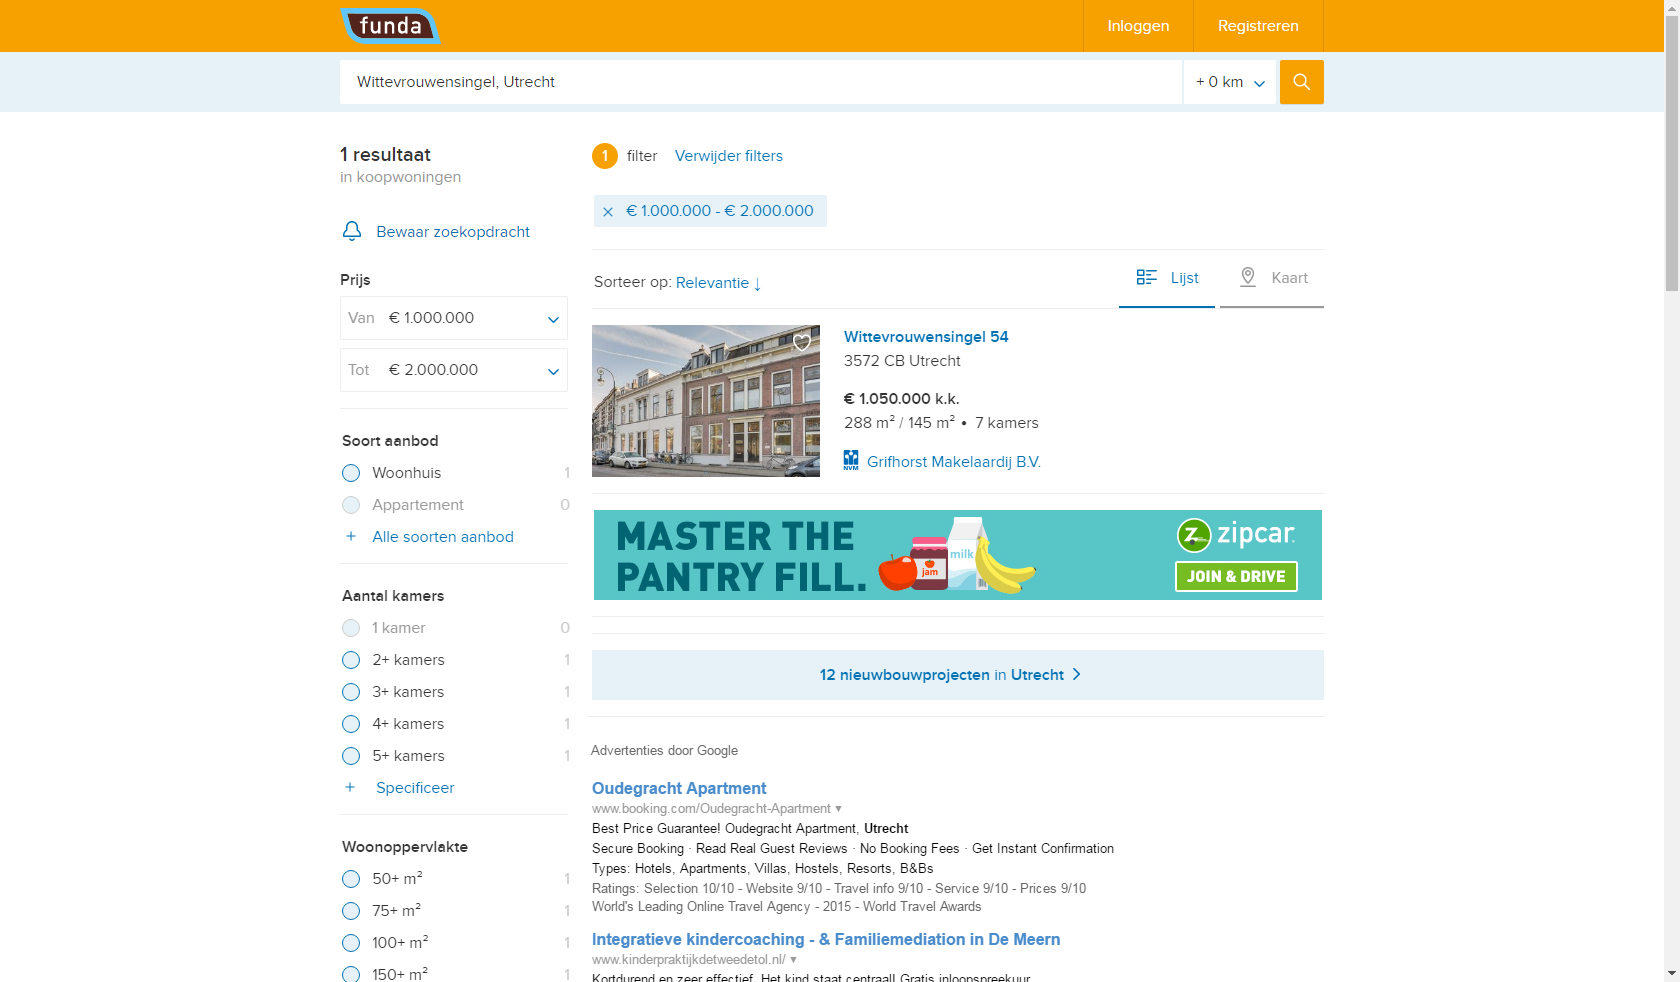 funda
Inloggen
Registreren
Wittevrouwensingel, Utrecht
+ 0 km
1 resultaat
in koopwoningen
Bewaar zoekopdracht
Prijs
Van € 1.000.000
Tot € 2.000.000
Soort aanbod
Woonhuis 1
Appartement 0
+ Alle soorten aanbod
Aantal kamers
1 kamer 0
2+ kamers 1
3+ kamers 1
4+ kamers 1
5+ kamers 1
+ Specificeer
Woonoppervlakte
50+ m² 1
75+ m² 1
100+ m² 1
150+ m² 1
1 filter Verwijder filters
× € 1.000.000 - € 2.000.000
Sorteer op: Relevantie ↓
Lijst
Kaart
Wittevrouwensingel 54
3572 CB Utrecht
€ 1.050.000 k.k.
288 m² / 145 m² • 7 kamers
NVM Grifhorst Makelaardij B.V.
MASTER THE
PANTRY FILL.
jam
milk
Z zipcar.
JOIN & DRIVE
12 nieuwbouwprojecten in Utrecht >
Advertenties door Google
Oudegracht Apartment
www.booking.com/Oudegracht-Apartment ▼
Best Price Guarantee! Oudegracht Apartment, Utrecht
Secure Booking · Read Real Guest Reviews · No Booking Fees · Get Instant Confirmation
Types: Hotels, Apartments, Villas, Hostels, Resorts, B&Bs
Ratings: Selection 10/10 - Website 9/10 - Travel info 9/10 - Service 9/10 - Prices 9/10
World's Leading Online Travel Agency - 2015 - World Travel Awards
Integratieve kindercoaching - & Familiemediation in De Meern
www.kinderpraktijkdetweedetol.nl/ ▼
Kortdurend en zeer effectief. Het kind staat centraal! Gratis inloopspreekuur